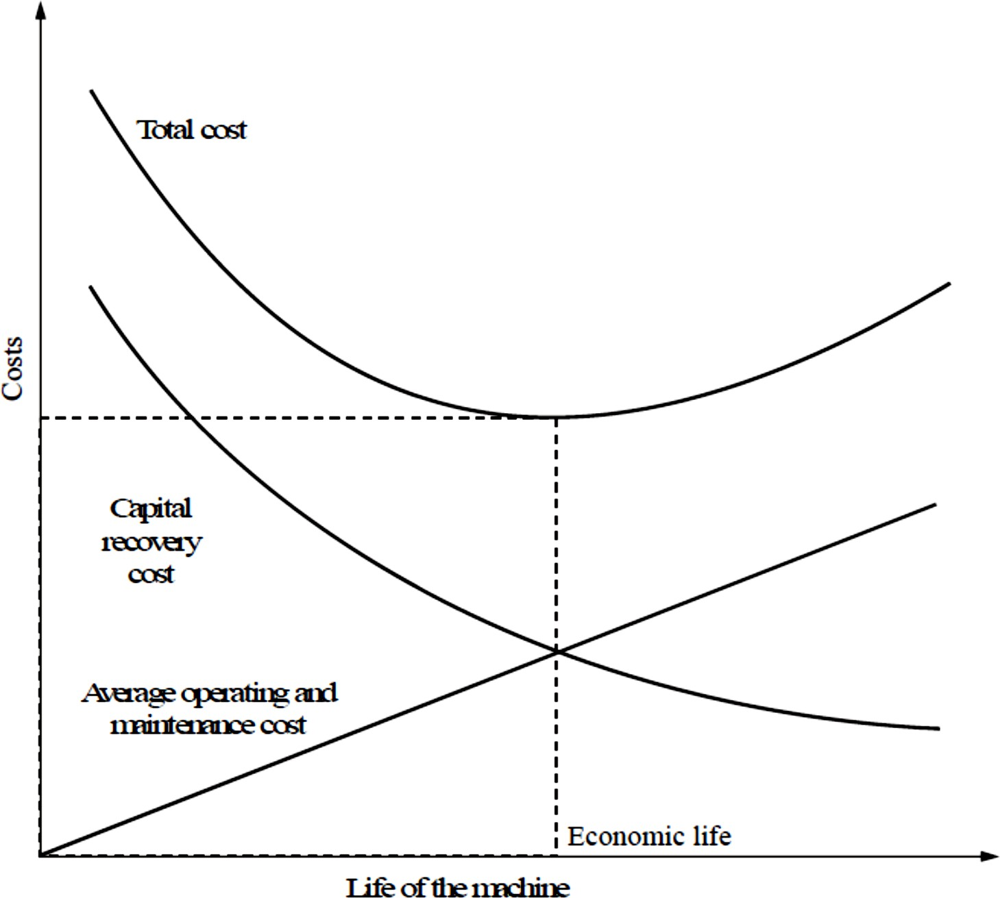 Total cost
Costs
Capital
recovery
cost
Average operating and
maintenance cost
Economic life
Life of the machine